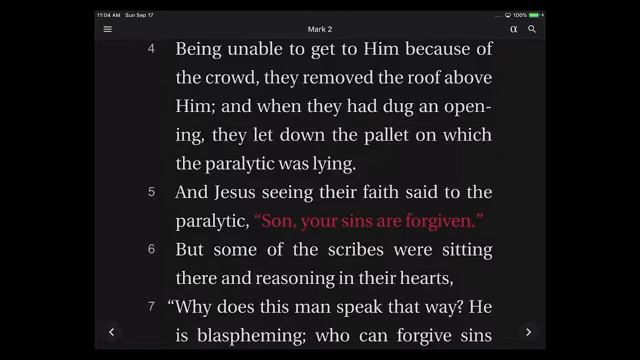 11:04 AM Sun Sep 17
100%
Mark 2
α
4 Being unable to get to Him because of
the crowd, they removed the roof above
Him; and when they had dug an open-
ing, they let down the pallet on which
the paralytic was lying.
5 And Jesus seeing their faith said to the
paralytic, “Son, your sins are forgiven.”
6 But some of the scribes were sitting
there and reasoning in their hearts,
7 “Why does this man speak that way? He
is blaspheming; who can forgive sins